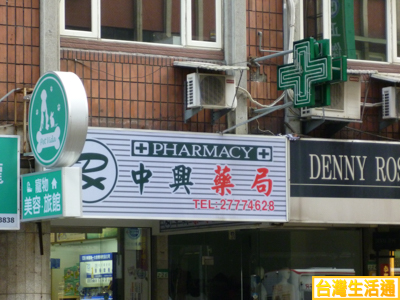 PHARMACY
中興藥局
TEL:27774628
DENNY ROS
寵物
美容·旅館
8838
台灣生活通